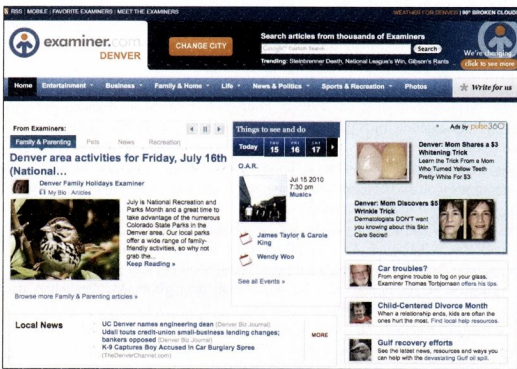 RSS | MOBILE | FAVORITE EXAMINERS | MEET THE EXAMINERS
WEATHER FOR DENVER | 90° BROKEN CLOUDS
examiner.com
DENVER
CHANGE CITY
Search articles from thousands of Examiners
Google Custom Search
Search
Trending: Steinbrenner Death, National League's Win, Gibson's Rants
We're changing
click to see more
Home Entertainment Business Family & Home Life News & Politics Sports & Recreation Photos Write for us
From Examiners:
Family & Parenting Pets News Recreation
Denver area activities for Friday, July 16th
(National...
Denver Family Holidays Examiner
My Bio Articles
July is National Recreation and
Parks Month and a great time to
take advantage of the numerous
Colorado State Parks in the
Denver area. Our local parks
offer a wide range of family-
friendly activities, so why not
grab the...
Keep Reading »
Browse more Family & Parenting articles »
Things to see and do
Today THU 15 FRI 16 SAT 17
O.A.R.
Jul 15 2010
7:30 pm
Music»
James Taylor & Carole
King
Wendy Woo
See all Events »
Ads by pulse360
Denver: Mom Shares a $3
Whitening Trick
Learn the Trick From a Mom
Who Turned Yellow Teeth
Pretty White For $3
Denver: Mom Discovers $5
Wrinkle Trick
Dermatologists DON'T want
you knowing about this Skin
Care Secret!
Car troubles?
From engine trouble to fog on your glass,
Examiner Thomas Torbjornsen offers his tips.
Child-Centered Divorce Month
When a relationship ends, kids are often the
ones hurt the most. Find local help resources.
Gulf recovery efforts
See the latest news, resources and ways you
can help with the devastating Gulf oil spill.
Local News
UC Denver names engineering dean (Denver Biz Journal)
Udall touts credit-union small-business lending changes;
bankers opposed (Denver Biz Journal)
K-9 Captures Boy Accused In Car Burglary Spree
(TheDenverChannel.com)
MORE